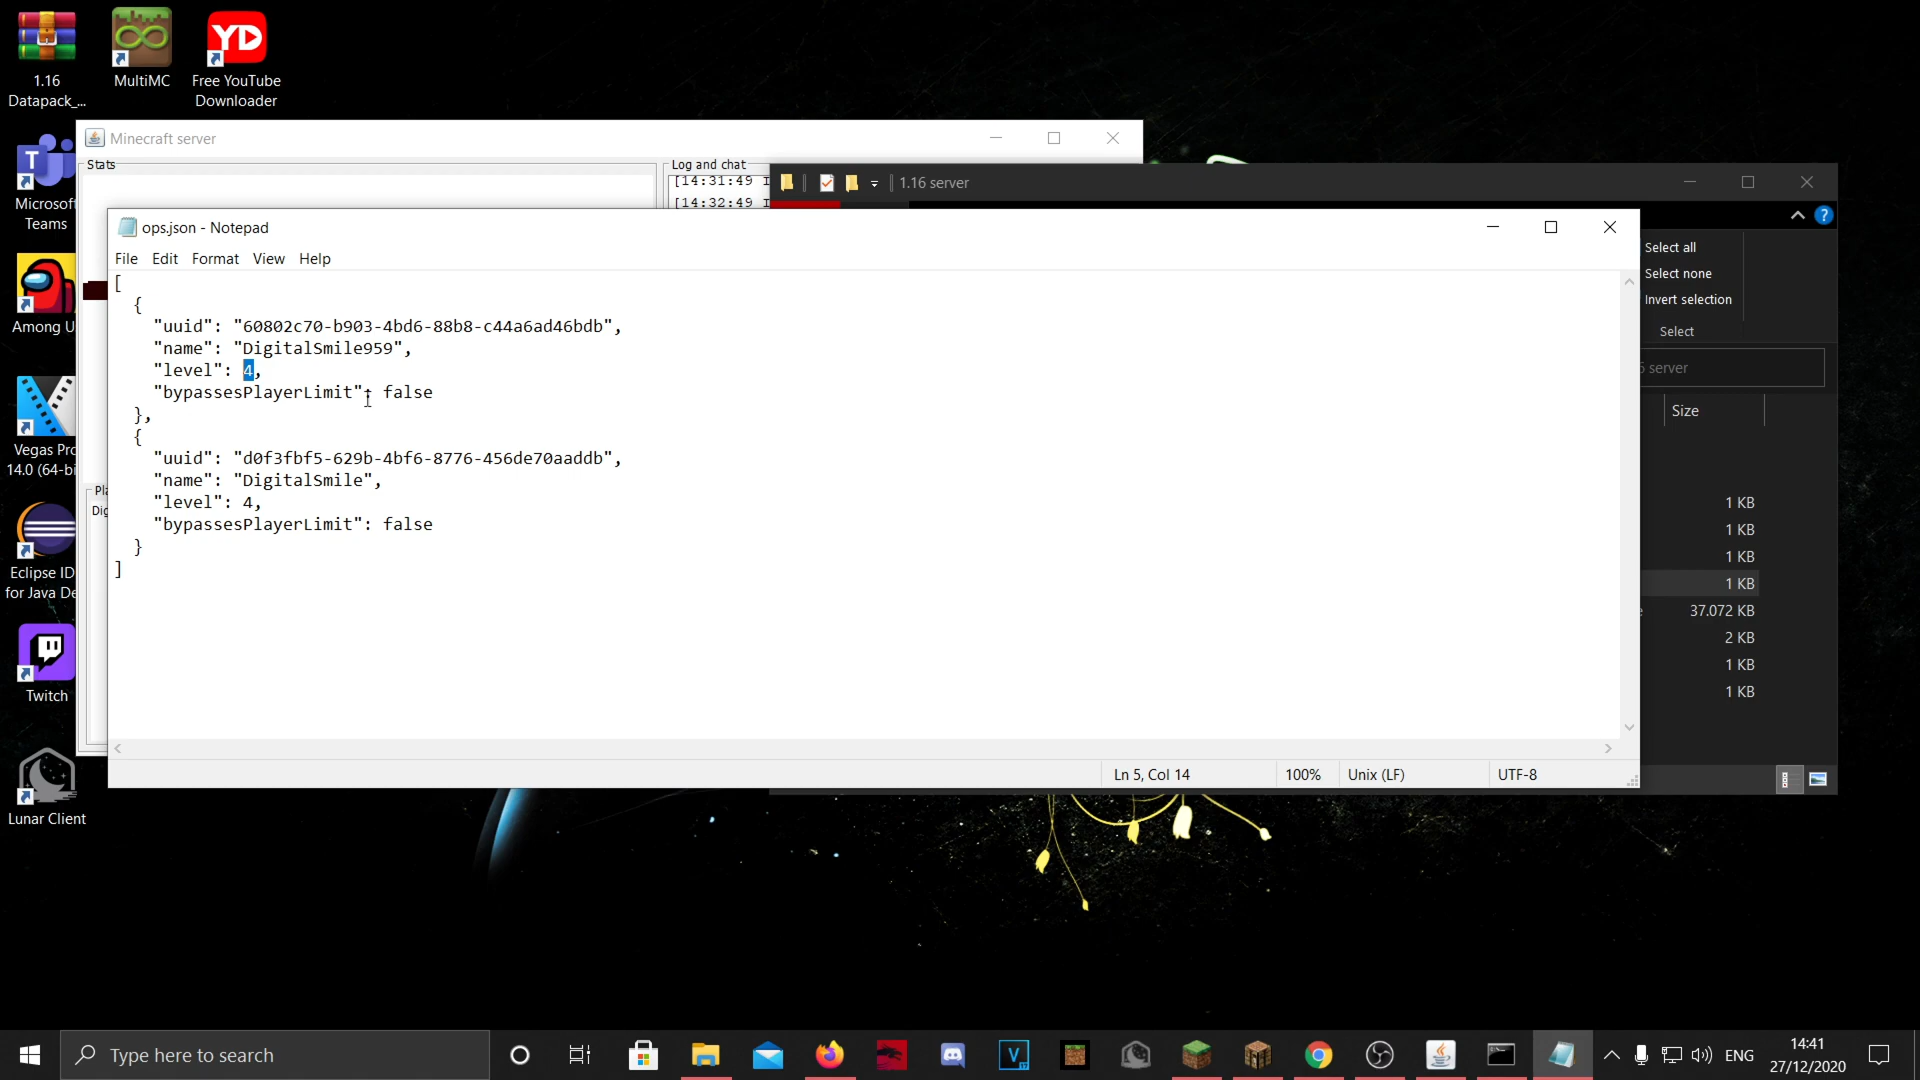 1.16
Datapack_...
MultiMC
YD
Free YouTube
Downloader
Minecraft server
Stats
Log and chat
[14:31:49 I
[14:32:49 I
1.16 server
T
Microsoft
Teams
ops.json - Notepad
File Edit Format View Help
[
{
"uuid": "60802c70-b903-4bd6-88b8-c44a6ad46bdb",
"name": "DigitalSmile959",
"level": 4,
"bypassesPlayerLimit": false
},
{
"uuid": "d0f3fbf5-629b-4bf6-8776-456de70aaddb",
"name": "DigitalSmile",
"level": 4,
"bypassesPlayerLimit": false
}
]
Ln 5, Col 14
100%
Unix (LF)
UTF-8
?
Select all
Select none
Invert selection
Select
server
Size
1 KB
1 KB
1 KB
1 KB
37.072 KB
2 KB
1 KB
1 KB
Among U
Vegas Pro
14.0 (64-bi
Pla
Dig
Eclipse ID
for Java De
Twitch
Lunar Client
Type here to search
V
ENG
14:41
27/12/2020